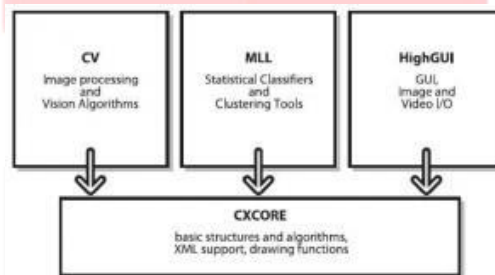 CV
Image processing
and
Vision Algorithms
MLL
Statistical Classifiers
and
Clustering Tools
HighGUI
GUI,
Image and
Video I/O
CXCORE
basic structures and algorithms,
XML support, drawing functions